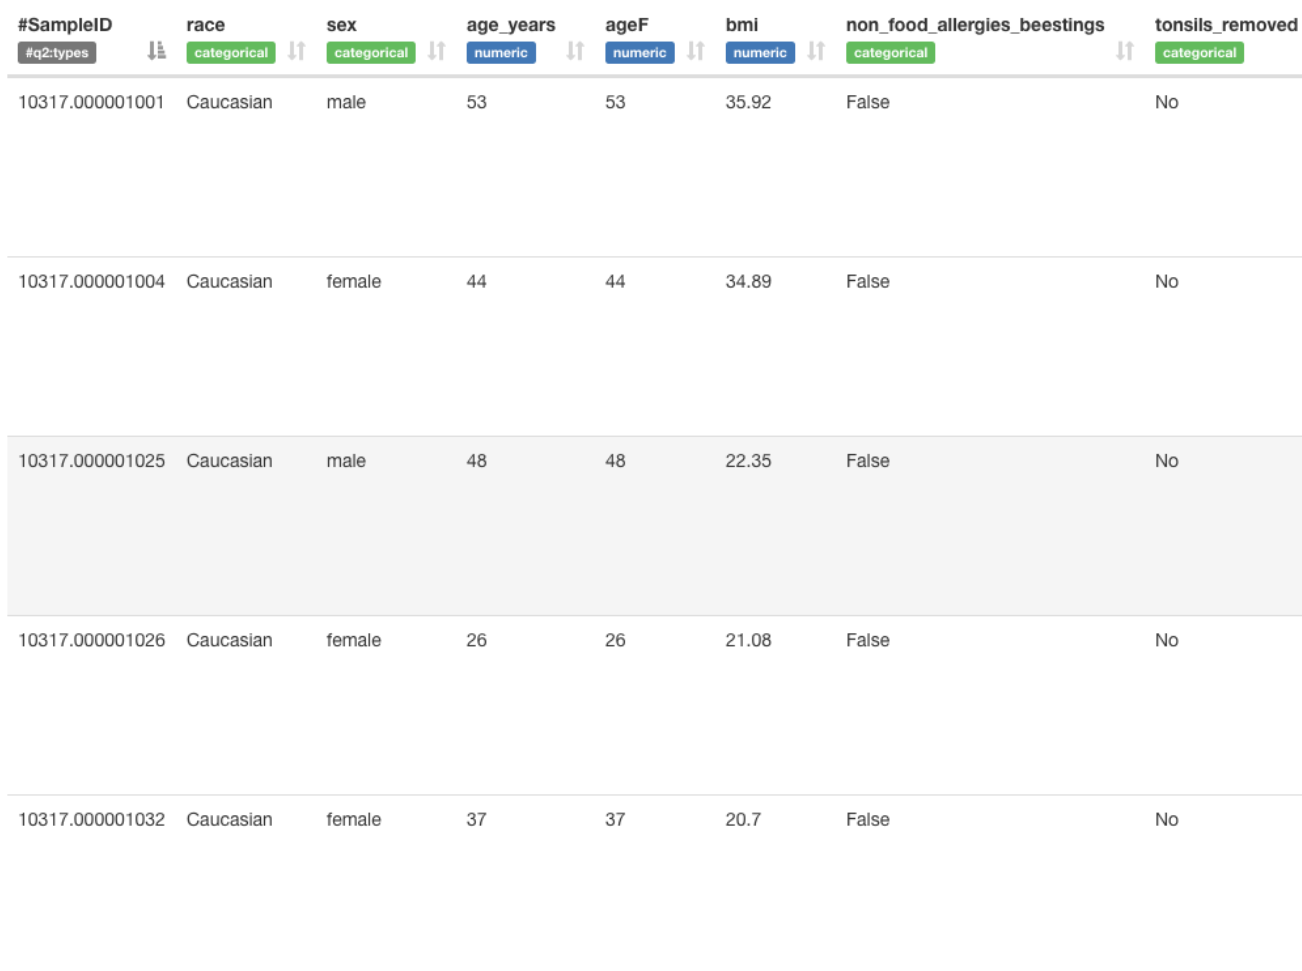 #SampleID race sex age_years ageF bmi non_food_allergies_beestings tonsils_removed
#q2:types categorical categorical numeric numeric numeric categorical categorical
10317.000001001 Caucasian male 53 53 35.92 False No
10317.000001004 Caucasian female 44 44 34.89 False No
10317.000001025 Caucasian male 48 48 22.35 False No
10317.000001026 Caucasian female 26 26 21.08 False No
10317.000001032 Caucasian female 37 37 20.7 False No